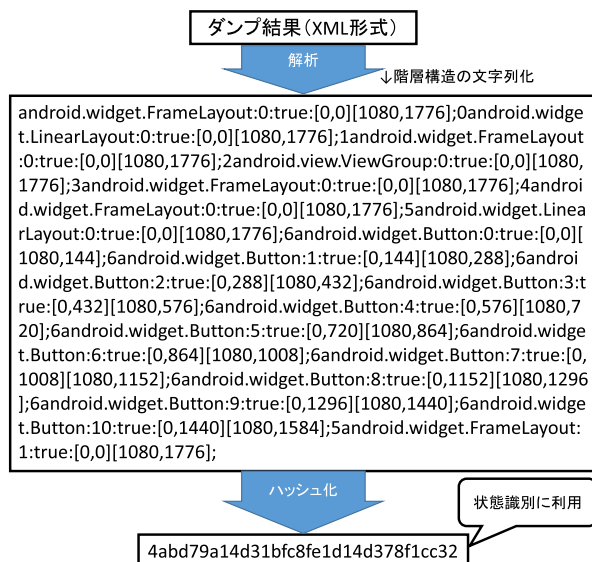 ダンプ結果（XML形式）
解析
↓階層構造の文字列化
android.widget.FrameLayout:0:true:[0,0][1080,1776];0android.widge
t.LinearLayout:0:true:[0,0][1080,1776];1android.widget.FrameLayout
:0:true:[0,0][1080,1776];2android.view.ViewGroup:0:true:[0,0][1080,
1776];3android.widget.FrameLayout:0:true:[0,0][1080,1776];4androi
d.widget.FrameLayout:0:true:[0,0][1080,1776];5android.widget.Linea
rLayout:0:true:[0,0][1080,1776];6android.widget.Button:0:true:[0,0][
1080,144];6android.widget.Button:1:true:[0,144][1080,288];6androi
d.widget.Button:2:true:[0,288][1080,432];6android.widget.Button:3:t
rue:[0,432][1080,576];6android.widget.Button:4:true:[0,576][1080,7
20];6android.widget.Button:5:true:[0,720][1080,864];6android.widg
et.Button:6:true:[0,864][1080,1008];6android.widget.Button:7:true:[0,
1008][1080,1152];6android.widget.Button:8:true:[0,1152][1080,1296
];6android.widget.Button:9:true:[0,1296][1080,1440];6android.widge
t.Button:10:true:[0,1440][1080,1584];5android.widget.FrameLayout:
1:true:[0,0][1080,1776];
ハッシュ化
状態識別に利用
4abd79a14d31bfc8fe1d14d378f1cc32